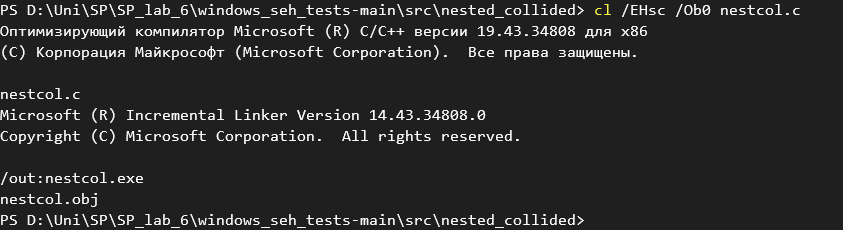 PS D:\Uni\SP\SP_lab_6\windows_seh_tests-main\src\nested_collided> cl /EHsc /Ob0 nestcol.c
Оптимизирующий компилятор Microsoft (R) C/C++ версии 19.43.34808 для x86
(C) Корпорация Майкрософт (Microsoft Corporation).  Все права защищены.

nestcol.c
Microsoft (R) Incremental Linker Version 14.43.34808.0
Copyright (C) Microsoft Corporation.  All rights reserved.

/out:nestcol.exe
nestcol.obj
PS D:\Uni\SP\SP_lab_6\windows_seh_tests-main\src\nested_collided>